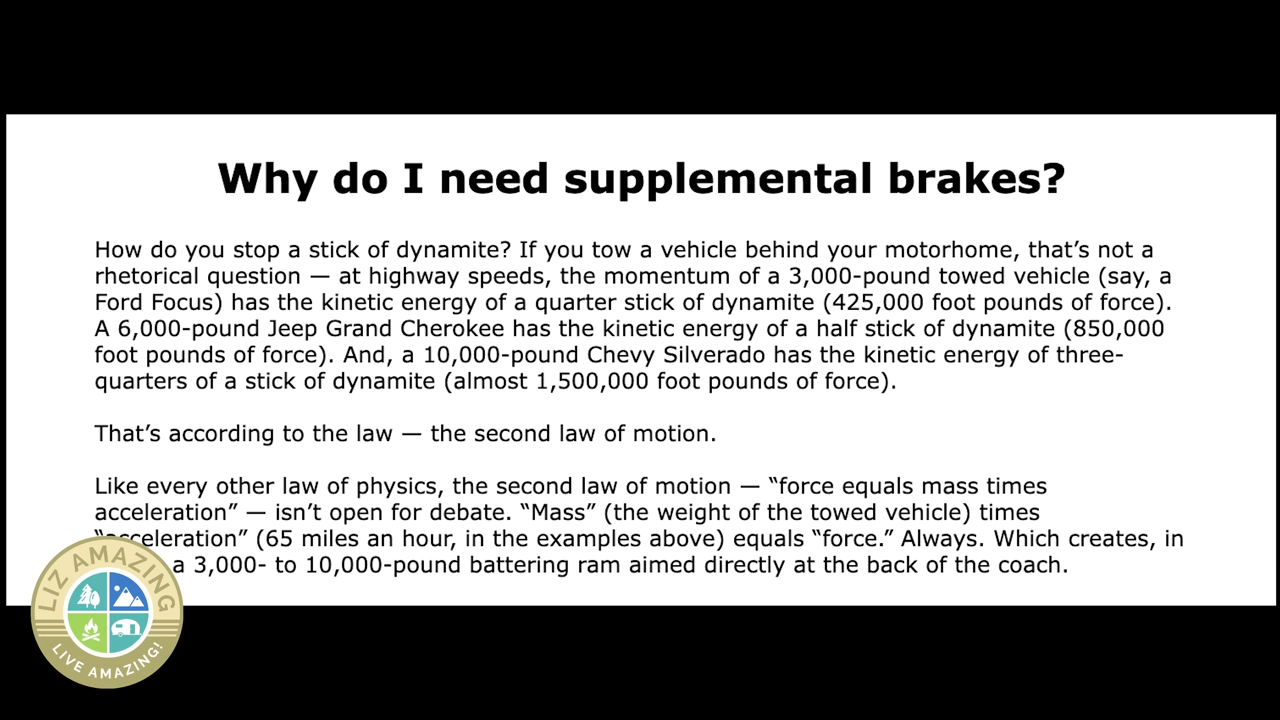 Why do I need supplemental brakes?
How do you stop a stick of dynamite? If you tow a vehicle behind your motorhome, that’s not a
rhetorical question — at highway speeds, the momentum of a 3,000-pound towed vehicle (say, a
Ford Focus) has the kinetic energy of a quarter stick of dynamite (425,000 foot pounds of force).
A 6,000-pound Jeep Grand Cherokee has the kinetic energy of a half stick of dynamite (850,000
foot pounds of force). And, a 10,000-pound Chevy Silverado has the kinetic energy of three-
quarters of a stick of dynamite (almost 1,500,000 foot pounds of force).
That’s according to the law — the second law of motion.
Like every other law of physics, the second law of motion — “force equals mass times
acceleration” — isn’t open for debate. “Mass” (the weight of the towed vehicle) times
“acceleration” (65 miles an hour, in the examples above) equals “force.” Always. Which creates, in
a 3,000- to 10,000-pound battering ram aimed directly at the back of the coach.
LIZ AMAZING
LIVE AMAZING!